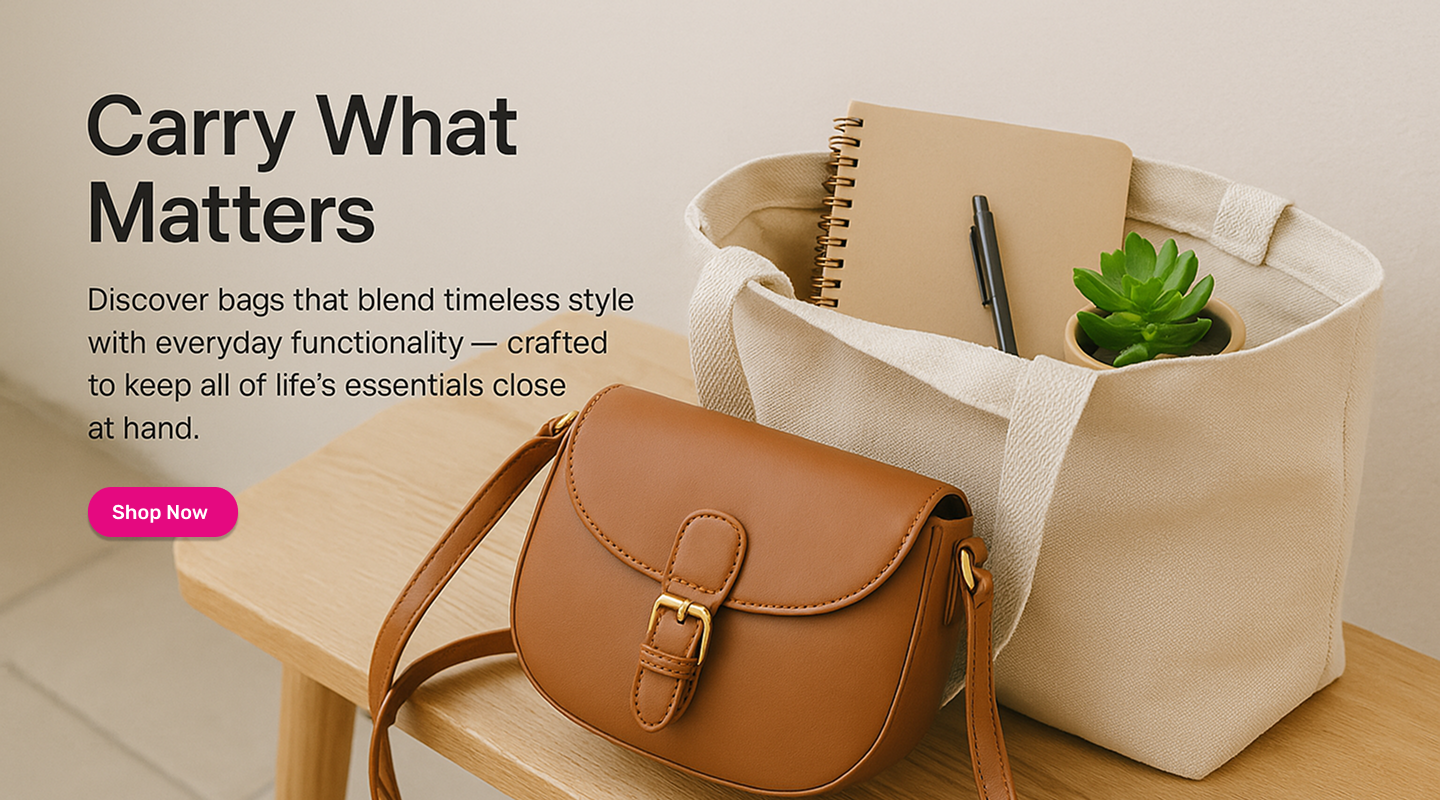 Carry What
Matters
Discover bags that blend timeless style
with everyday functionality — crafted
to keep all of life’s essentials close
at hand.
Shop Now